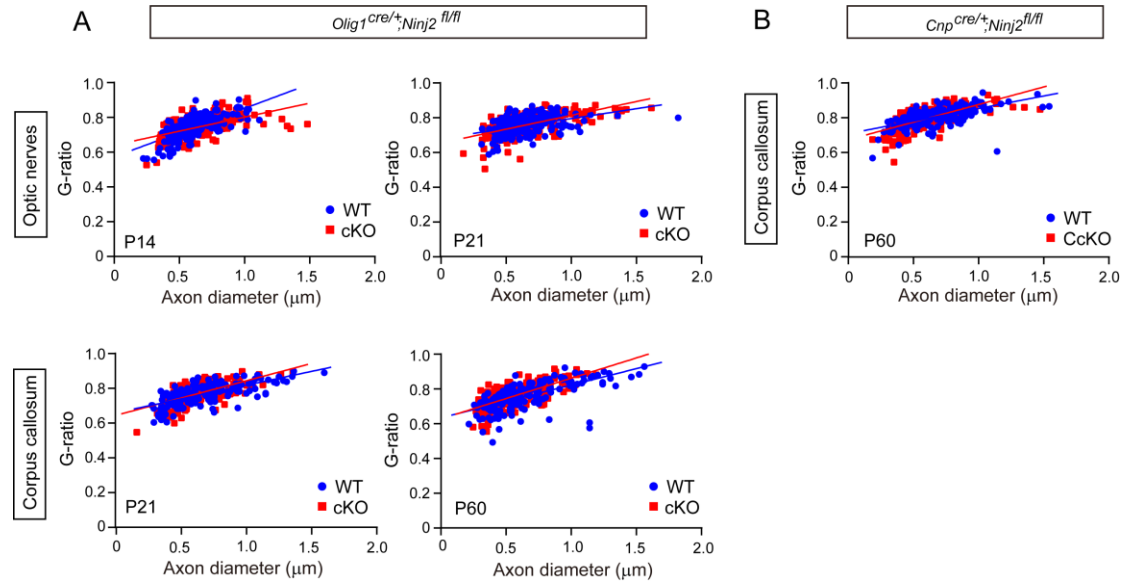 A
Olig1cre/+;Ninj2 fl/fl
B
Cnpcre/+;Ninj2fl/fl
Optic nerves
G-ratio
1.0
0.8
0.6
0.4
0.2
0
P14
WT
cKO
0
0.5
1.0
1.5
2.0
Axon diameter (μm)
G-ratio
1.0
0.8
0.6
0.4
0.2
0
P21
WT
cKO
0
0.5
1.0
1.5
2.0
Axon diameter (μm)
Corpus callosum
G-ratio
1.0
0.8
0.6
0.4
0.2
0
P60
WT
CcKO
0
0.5
1.0
1.5
2.0
Axon diameter (μm)
Corpus callosum
G-ratio
1.0
0.8
0.6
0.4
0.2
0
P21
WT
cKO
0
0.5
1.0
1.5
2.0
Axon diameter (μm)
G-ratio
1.0
0.8
0.6
0.4
0.2
0
P60
WT
cKO
0
0.5
1.0
1.5
2.0
Axon diameter (μm)